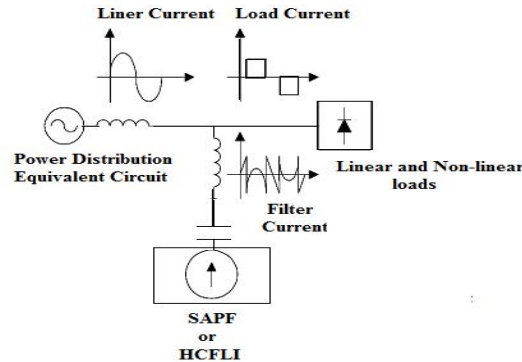 Liner Current
Load Current
Power Distribution
Equivalent Circuit
Linear and Non-linear
loads
Filter
Current
SAPF
or
HCFLI